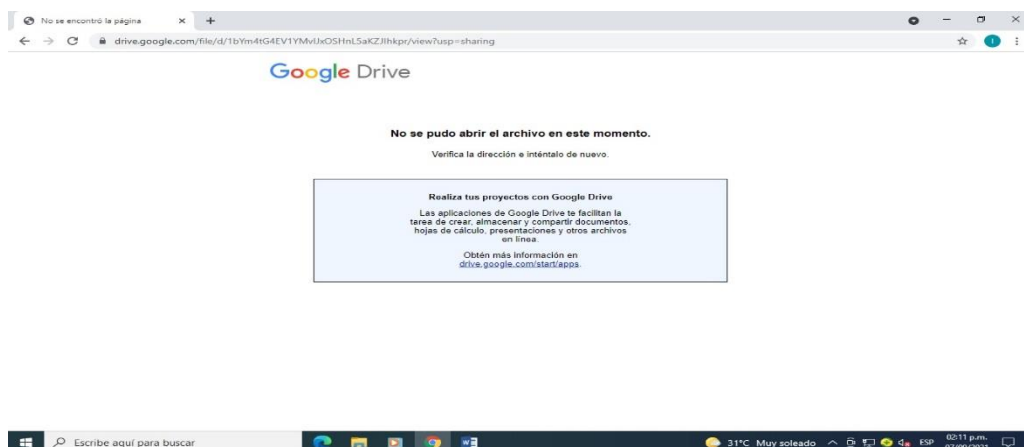 No se encontró la página
drive.google.com/file/d/1bYm4tG4EV1YMvIJxOSHnL5aKZJIhkpr/view?usp=sharing
Google Drive
No se pudo abrir el archivo en este momento.
Verifica la dirección e inténtalo de nuevo.
Realiza tus proyectos con Google Drive
Las aplicaciones de Google Drive te facilitan la
tarea de crear, almacenar y compartir documentos,
hojas de cálculo, presentaciones y otros archivos
en línea.
Obtén más información en
drive.google.com/start/apps.
Escribe aquí para buscar
31°C Muy soleado
ESP
02:11 p.m.